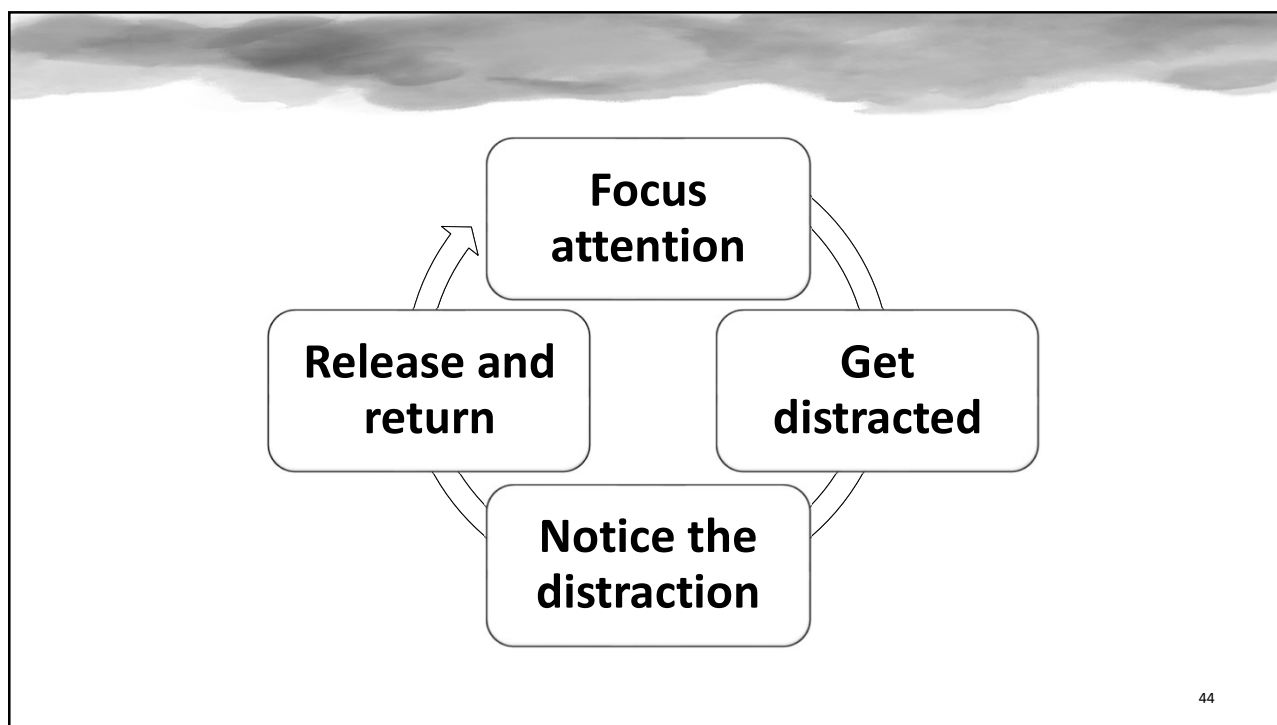 Focus
attention
Get
distracted
Notice the
distraction
Release and
return
44